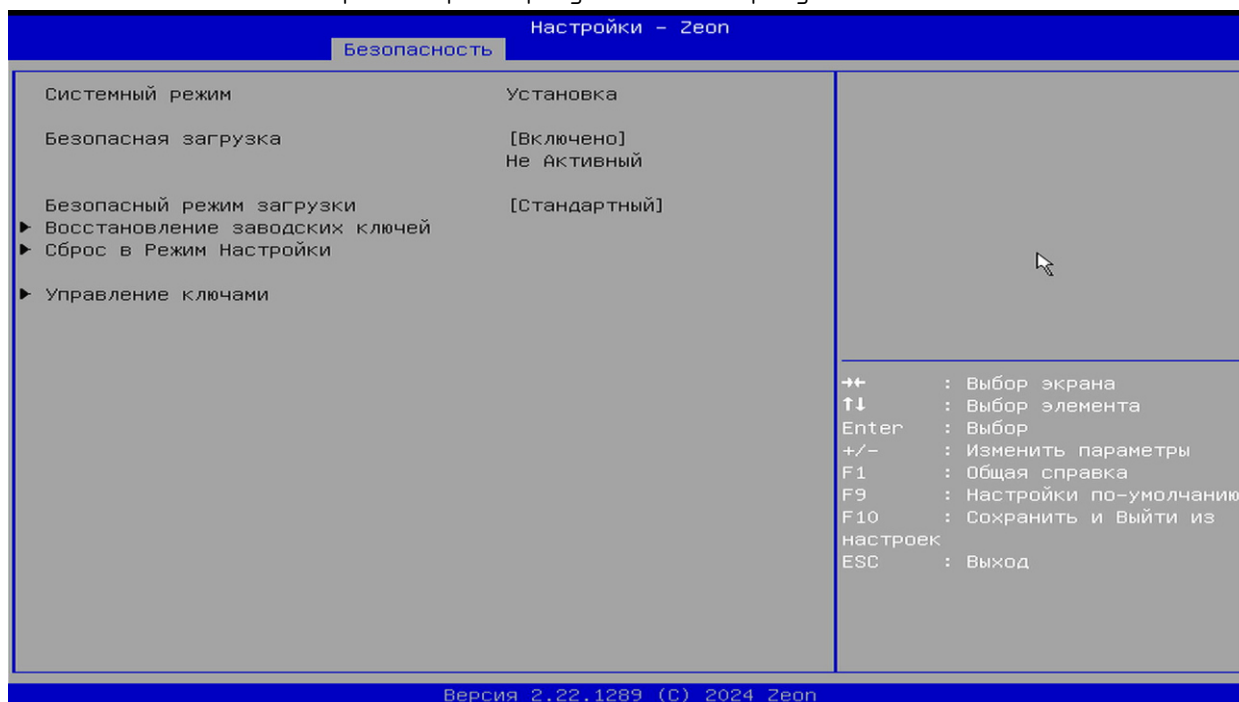 Настройки – Zeon
Безопасность
Системный режим Установка
Безопасная загрузка [Включено]
Не Активный
Безопасный режим загрузки [Стандартный]
► Восстановление заводских ключей
► Сброс в Режим Настройки
► Управление ключами
→← : Выбор экрана
↑↓ : Выбор элемента
Enter : Выбор
+/- : Изменить параметры
F1 : Общая справка
F9 : Настройки по-умолчанию
F10 : Сохранить и Выйти из
настроек
ESC : Выход
Версия 2.22.1289 (C) 2024 Zeon